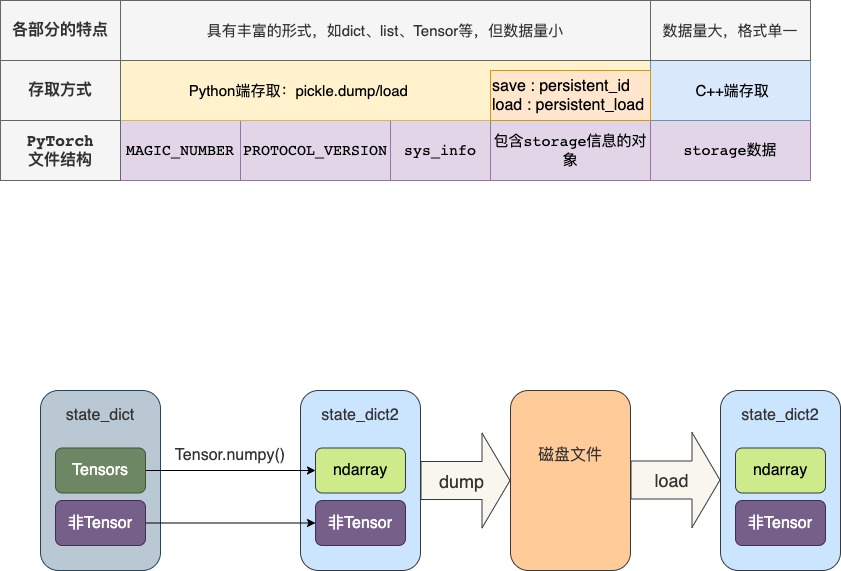 各部分的特点
具有丰富的形式，如dict、list、Tensor等，但数据量小
数据量大，格式单一
存取方式
Python端存取：pickle.dump/load
save : persistent_id
load : persistent_load
C++端存取
PyTorch
文件结构
MAGIC_NUMBER
PROTOCOL_VERSION
sys_info
包含storage信息的对
象
storage数据
state_dict
Tensors
非Tensor
Tensor.numpy()
state_dict2
ndarray
非Tensor
dump
磁盘文件
load
state_dict2
ndarray
非Tensor